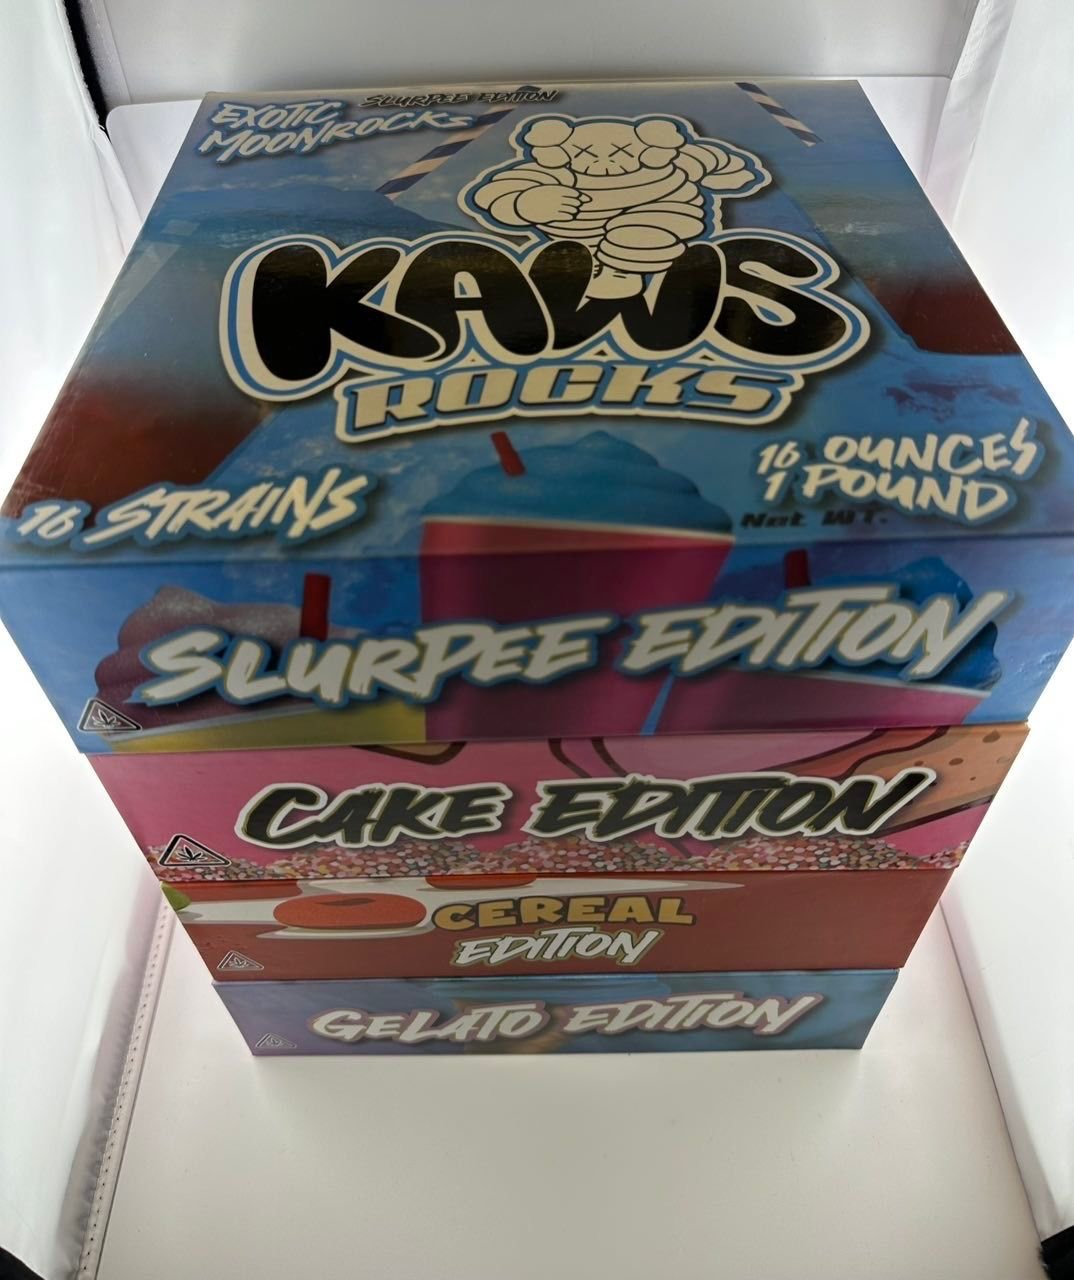 EXOTIC
MOONROCKS
SLURPEE EDITION
KAWS
ROCKS
16 STRAINS
16 OUNCES
1 POUND
Net WT.
SLURPEE EDITION
CAKE EDITION
CEREAL
EDITION
GELATO EDITION